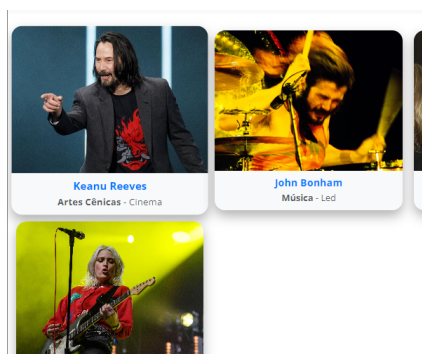 Keanu Reeves
Artes Cênicas - Cinema
John Bonham
Música - Led